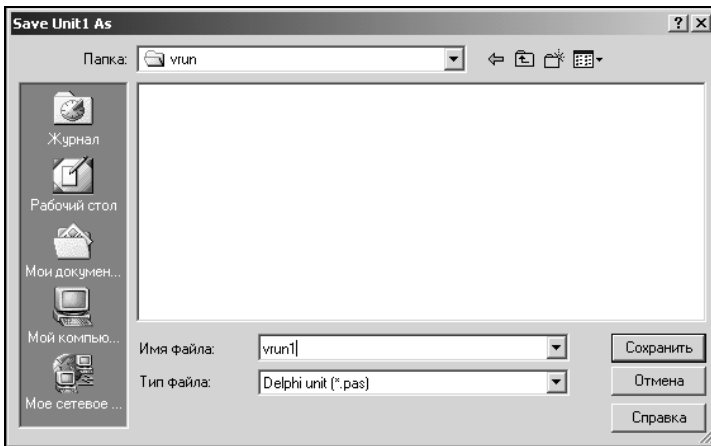 Save Unit1 As
Папка: vrun
Журнал
Рабочий стол
Мои докумен...
Мой компью...
Мое сетевое ...
Имя файла: vrun1 Сохранить
Тип файла: Delphi unit (*.pas) Отмена
Справка